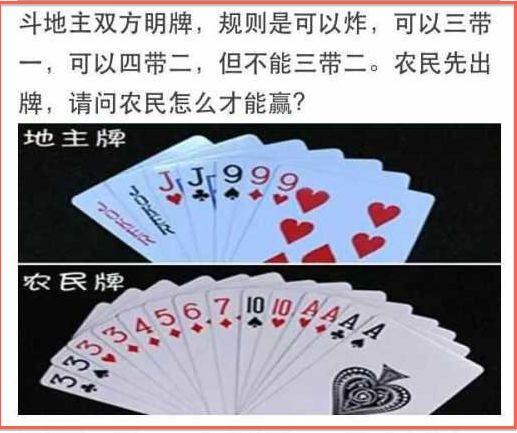 斗地主双方明牌，规则是可以炸，可以三带
一，可以四带二，但不能三带二。农民先出
牌，请问农民怎么才能赢？
地主牌
JOKER JOKER J J 9 9 9
农民牌
3 3 3 4 5 6 7 10 10 A A A A